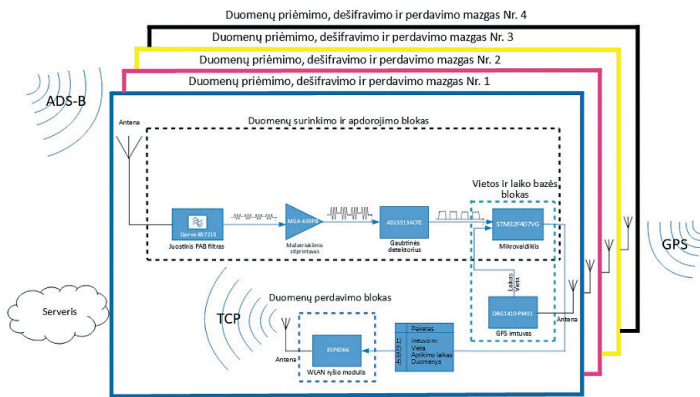 Duomenų priėmimo, dešifravimo ir perdavimo mazgas Nr. 4
Duomenų priėmimo, dešifravimo ir perdavimo mazgas Nr. 3
Duomenų priėmimo, dešifravimo ir perdavimo mazgas Nr. 2
Duomenų priėmimo, dešifravimo ir perdavimo mazgas Nr. 1
ADS-B
Antena
Duomenų surinkimo ir apdorojimo blokas
Vietos ir laiko bazės
blokas
Qorvo 857215
Juostinis PAB filtras
MGA-633P8
Mažatriukšmis
stiprintuvas
ADL5513ACPZ
Gaubtinės
detektorius
STM32F407VG
Mikrovaldiklis
GPS
Laikas
Vieta
ORG1410-PM01
GPS imtuvas
Antena
Serveris
TCP
Duomenų perdavimo blokas
Antena
ESP8266
WLAN ryšio modulis
Paketas
1) Imtuvo nr.
2) Vieta
3) Aptikimo laikas
4) Duomenys